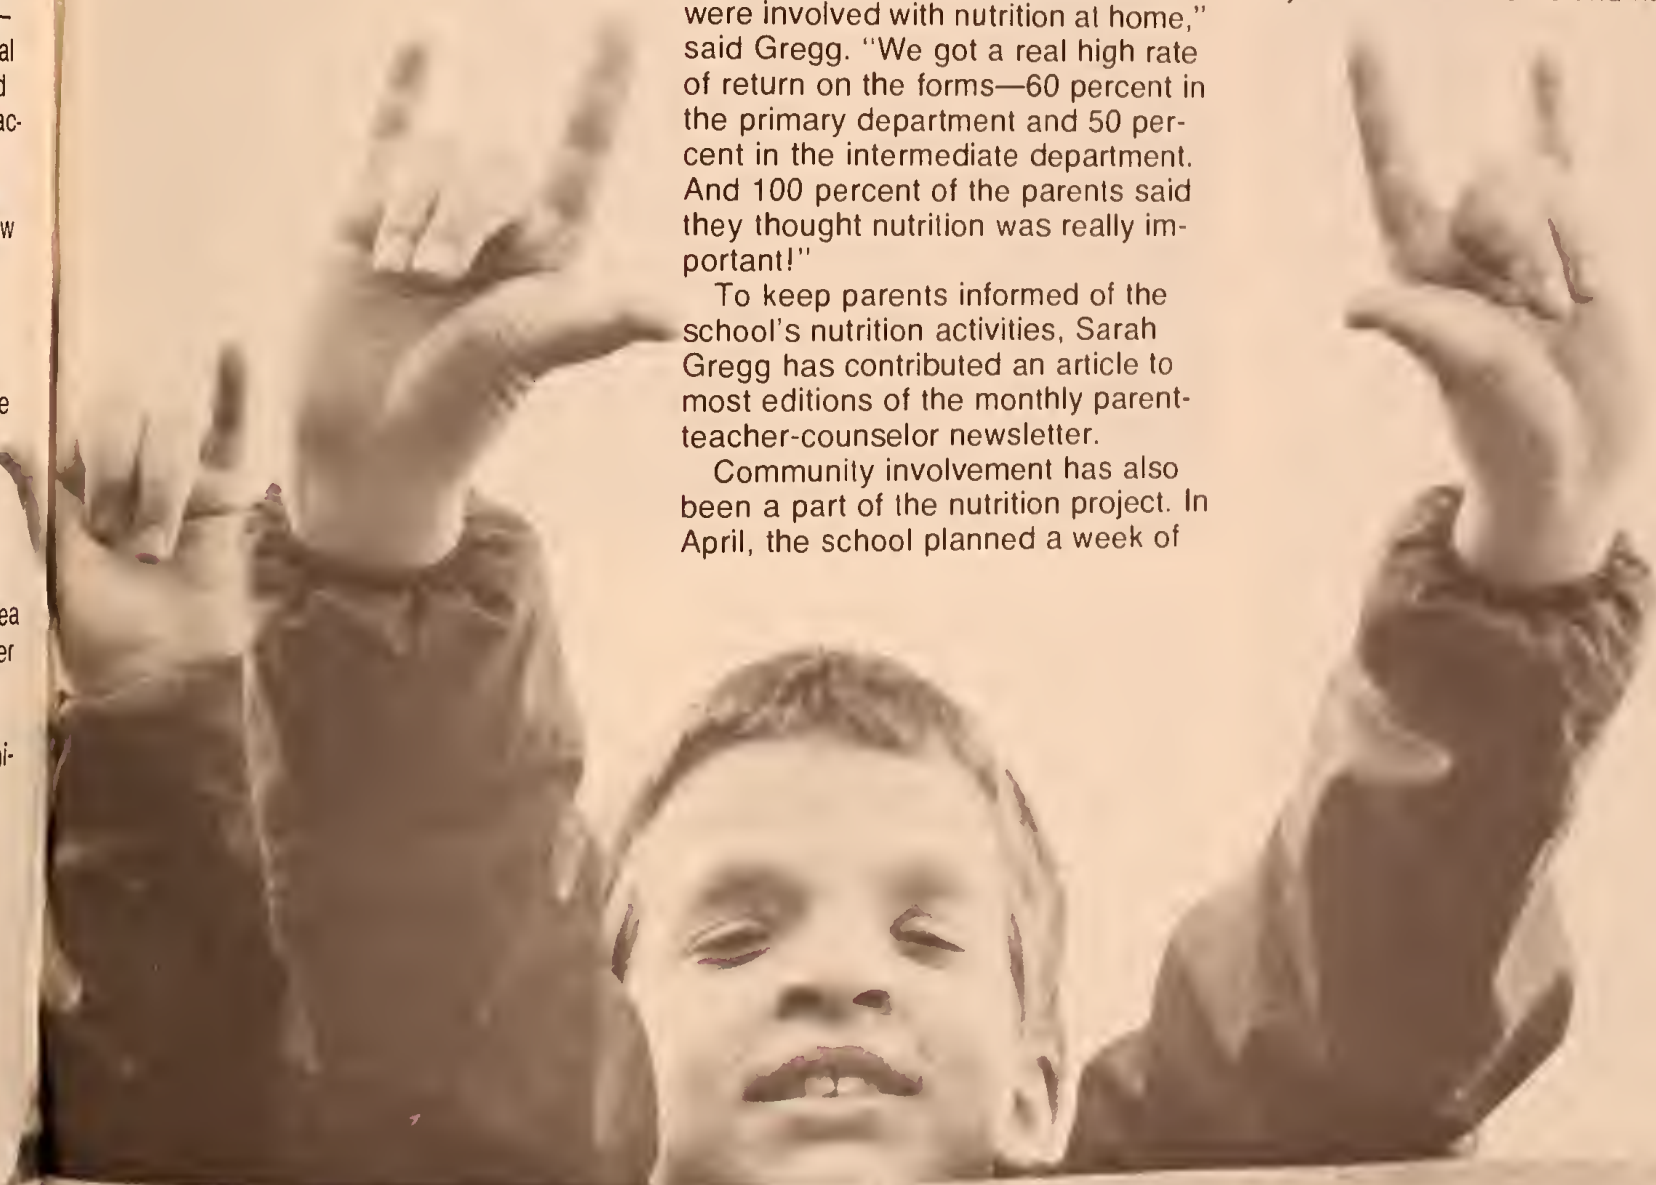 al
d
ac-
w
e
ea
er
i-
were involved with nutrition at home,"
said Gregg. "We got a real high rate
of return on the forms—60 percent in
the primary department and 50 per-
cent in the intermediate department.
And 100 percent of the parents said
they thought nutrition was really im-
portant!"
To keep parents informed of the
school's nutrition activities, Sarah
Gregg has contributed an article to
most editions of the monthly parent-
teacher-counselor newsletter.
Community involvement has also
been a part of the nutrition project. In
April, the school planned a week of